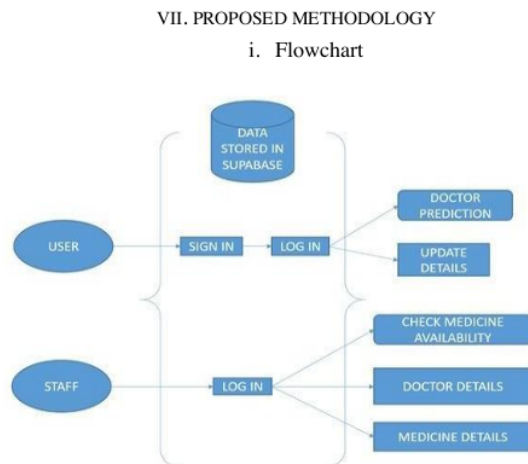 VII. PROPOSED METHODOLOGY
i. Flowchart
DATA
STORED IN
SUPABASE
DOCTOR
PREDICTION
USER
SIGN IN
LOG IN
UPDATE
DETAILS
CHECK MEDICINE
AVAILABILITY
STAFF
LOG IN
DOCTOR DETAILS
MEDICINE DETAILS